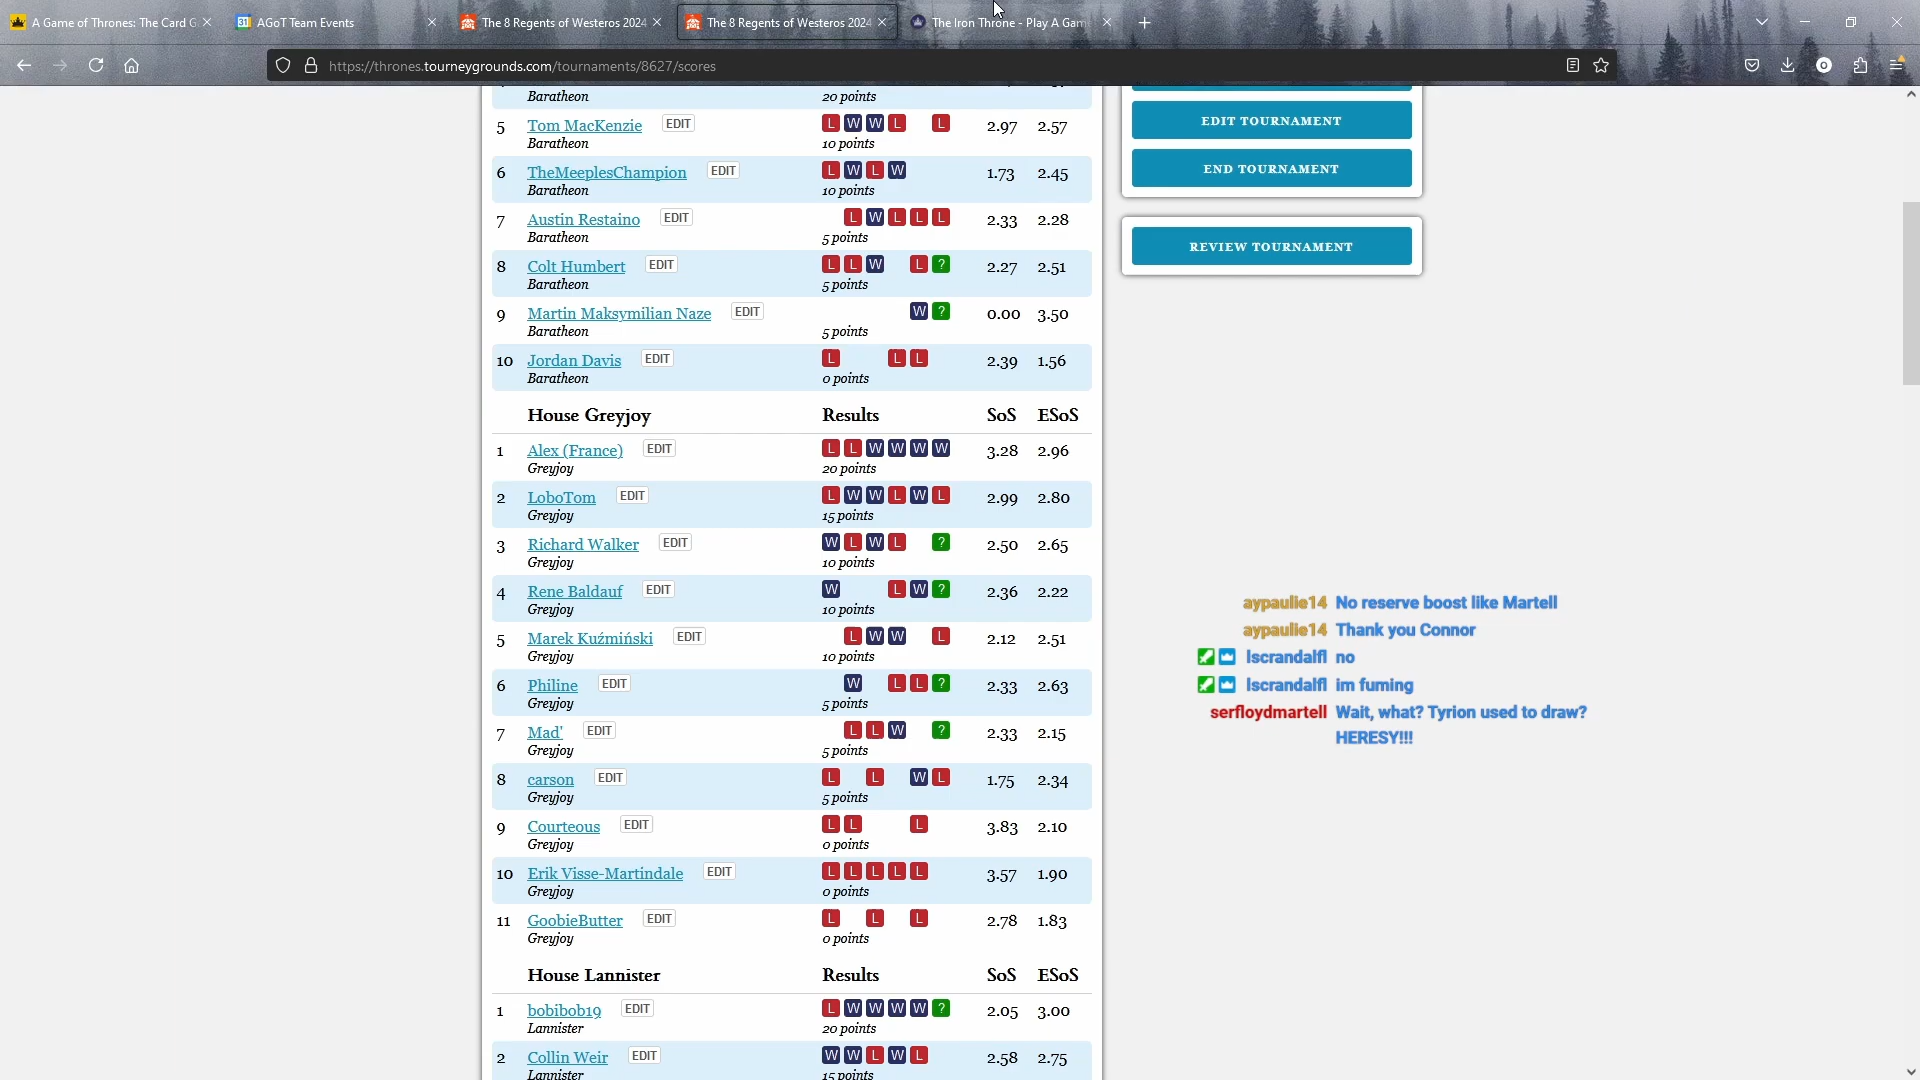 A Game of Thrones: The Card G
AGoT Team Events
The 8 Regents of Westeros 2024
The 8 Regents of Westeros 2024
The Iron Throne - Play A Gam
https://thrones.tourneygrounds.com/tournaments/8627/scores
Baratheon 20 points
5 Tom MacKenzie EDIT L W W L L 2.97 2.57
Baratheon 10 points
6 TheMeeplesChampion EDIT L W L W 1.73 2.45
Baratheon 10 points
7 Austin Restaino EDIT L W L L L 2.33 2.28
Baratheon 5 points
8 Colt Humbert EDIT L L W L ? 2.27 2.51
Baratheon 5 points
9 Martin Maksymilian Naze EDIT W ? 0.00 3.50
Baratheon 5 points
10 Jordan Davis EDIT L L L 2.39 1.56
Baratheon 0 points
House Greyjoy Results SoS ESoS
1 Alex (France) EDIT L L W W W W 3.28 2.96
Greyjoy 20 points
2 LoboTom EDIT L W W L W L 2.99 2.80
Greyjoy 15 points
3 Richard Walker EDIT W L W L ? 2.50 2.65
Greyjoy 10 points
4 Rene Baldauf EDIT W L W ? 2.36 2.22
Greyjoy 10 points
5 Marek Kuźmiński EDIT L W W L 2.12 2.51
Greyjoy 10 points
6 Philine EDIT W L L ? 2.33 2.63
Greyjoy 5 points
7 Mad' EDIT L L W ? 2.33 2.15
Greyjoy 5 points
8 carson EDIT L L W L 1.75 2.34
Greyjoy 5 points
9 Courteous EDIT L L L 3.83 2.10
Greyjoy 0 points
10 Erik Visse-Martindale EDIT L L L L L 3.57 1.90
Greyjoy 0 points
11 GoobieButter EDIT L L L 2.78 1.83
Greyjoy 0 points
House Lannister Results SoS ESoS
1 bobibob19 EDIT L W W W W ? 2.05 3.00
Lannister 20 points
2 Collin Weir EDIT W W L W L 2.58 2.75
Lannister 15 points
EDIT TOURNAMENT
END TOURNAMENT
REVIEW TOURNAMENT
aypaulie14 No reserve boost like Martell
aypaulie14 Thank you Connor
lscrandalfl no
lscrandalfl im fuming
serfloydmartell Wait, what? Tyrion used to draw?
HERESY!!!